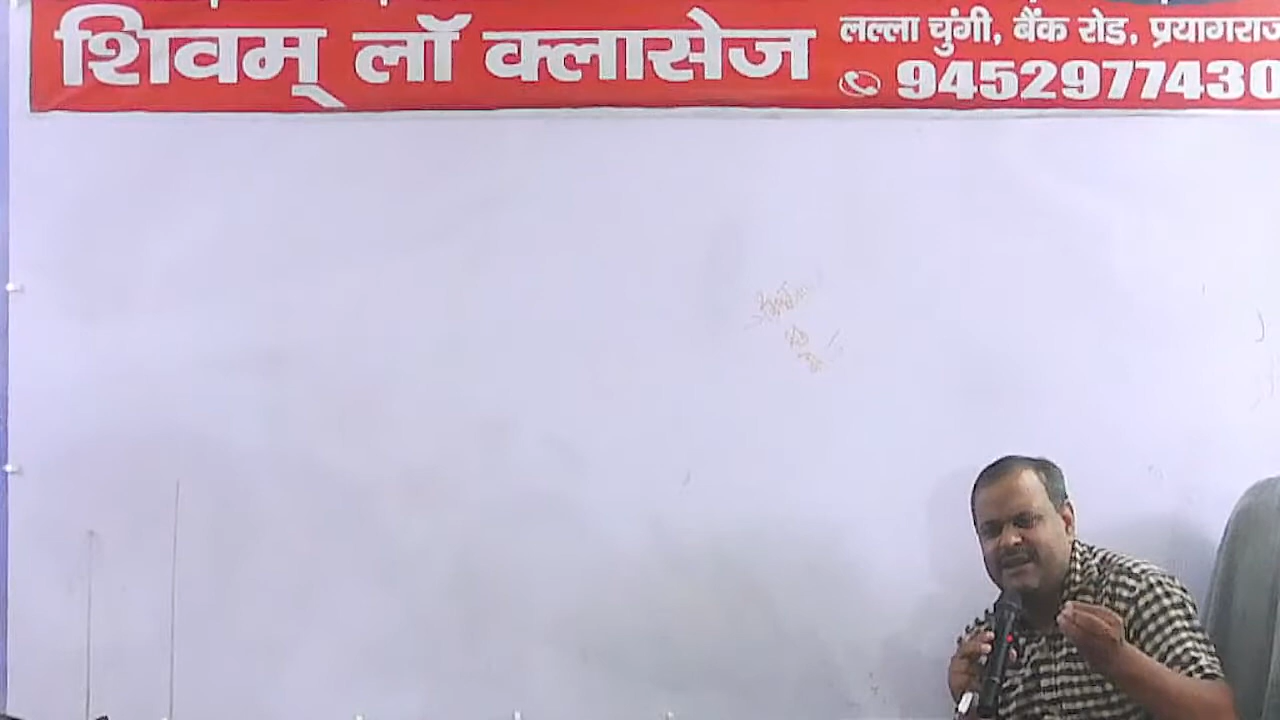 शिवम् लॉ क्लासेज
लल्ला चुंगी, बैंक रोड, प्रयागराज
9452977430